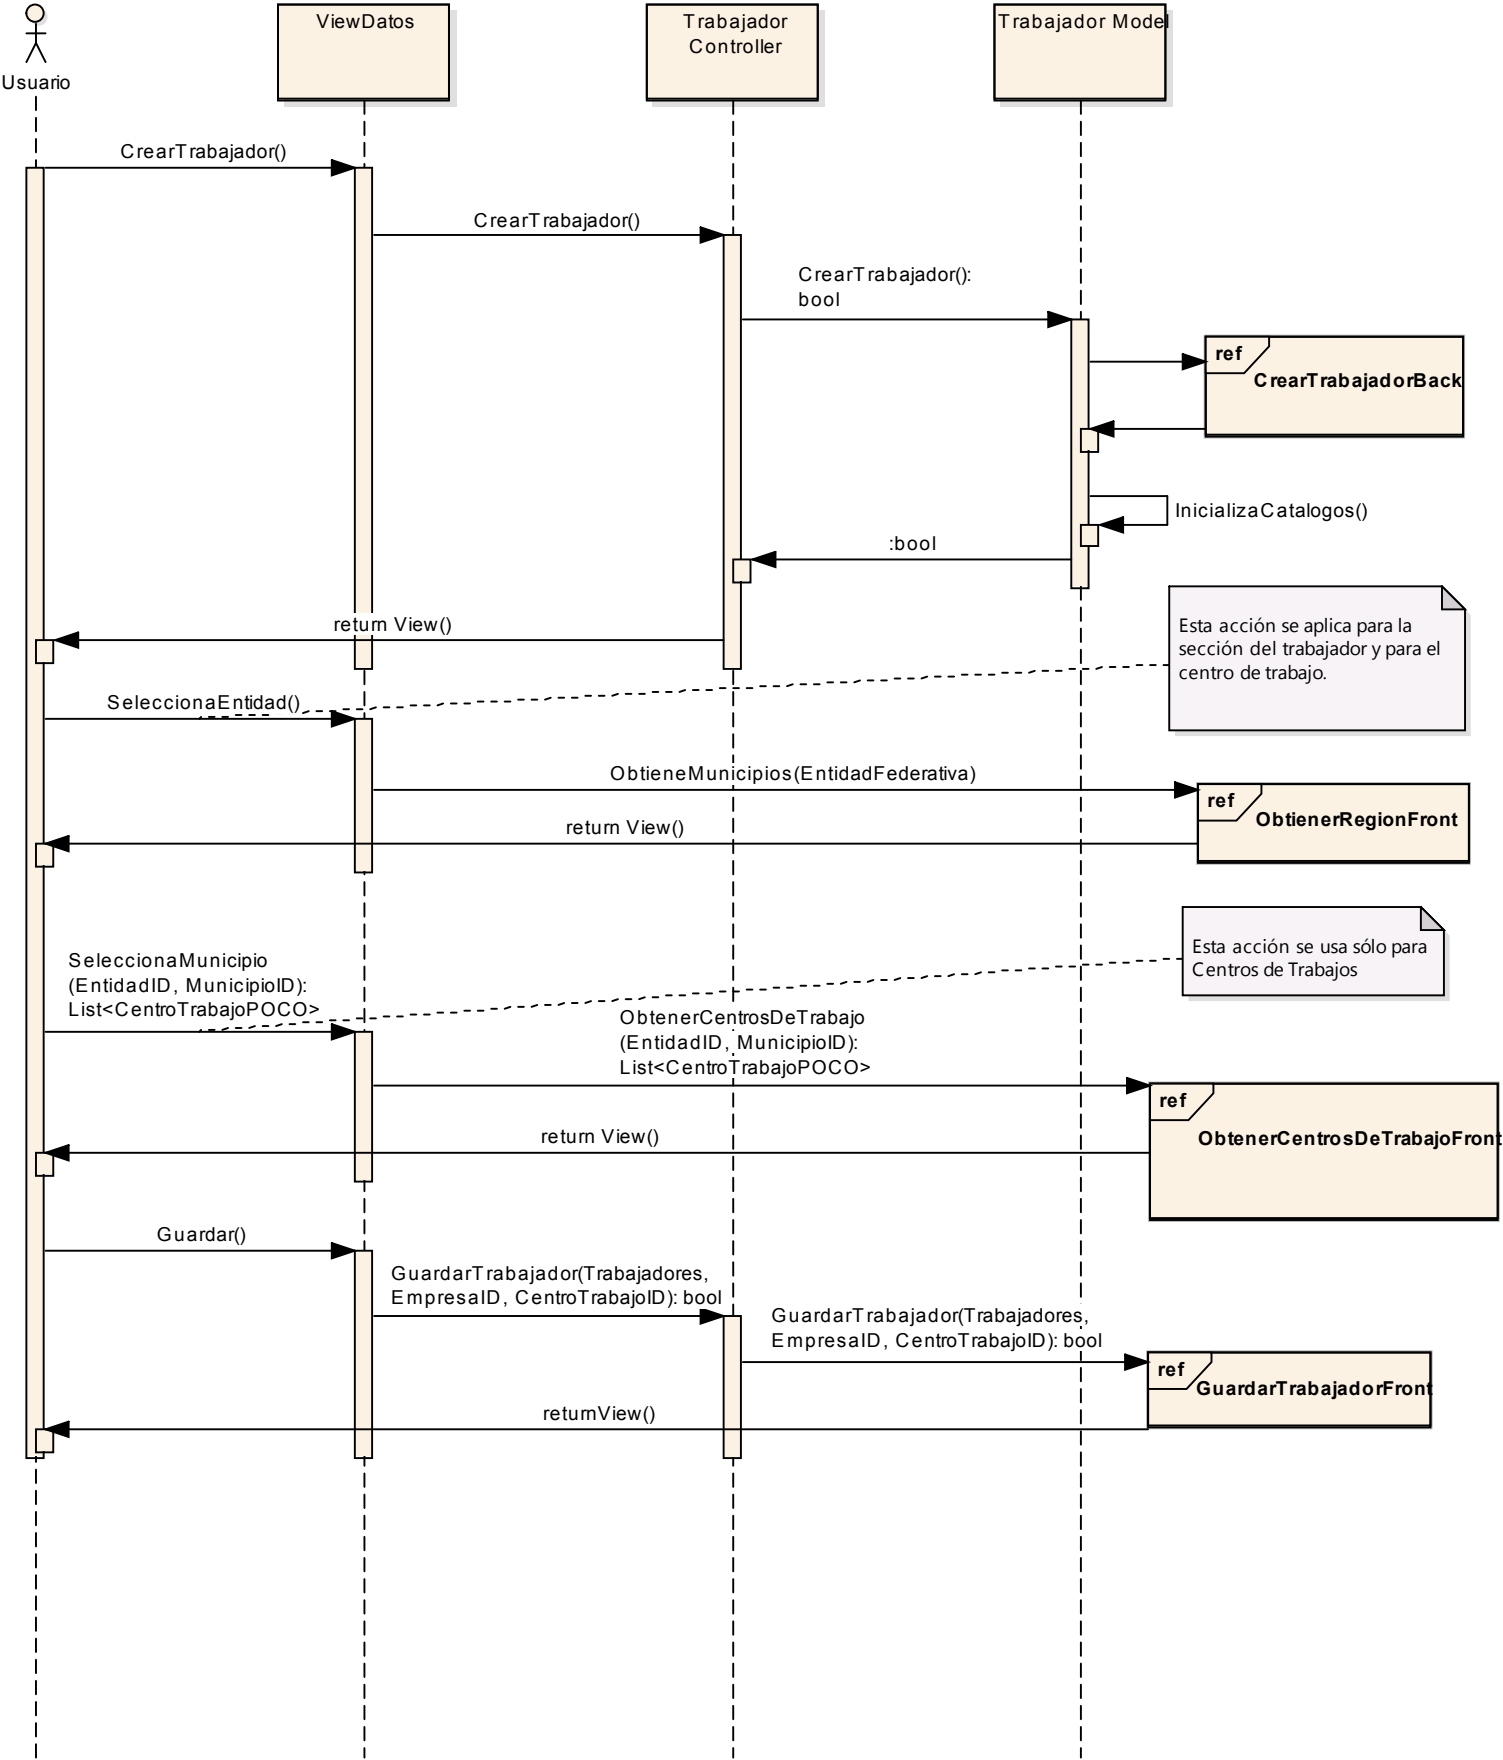 Usuario
ViewDatos
Trabajador
Controller
Trabajador Model
CrearTrabajador()
CrearTrabajador()
CrearTrabajador():
bool
ref
CrearTrabajadorBack
InicializaCatalogos()
:bool
return View()
Esta acción se aplica para la
sección del trabajador y para el
centro de trabajo.
SeleccionaEntidad()
ObtieneMunicipios(EntidadFederativa)
ref
ObtienerRegionFront
return View()
Esta acción se usa sólo para
Centros de Trabajos
SeleccionaMunicipio
(EntidadID, MunicipioID):
List<CentroTrabajoPOCO>
ObtenerCentrosDeTrabajo
(EntidadID, MunicipioID):
List<CentroTrabajoPOCO>
ref
ObtenerCentrosDeTrabajoFront
return View()
Guardar()
GuardarTrabajador(Trabajadores,
EmpresaID, CentroTrabajoID): bool
GuardarTrabajador(Trabajadores,
EmpresaID, CentroTrabajoID): bool
ref
GuardarTrabajadorFront
returnView()